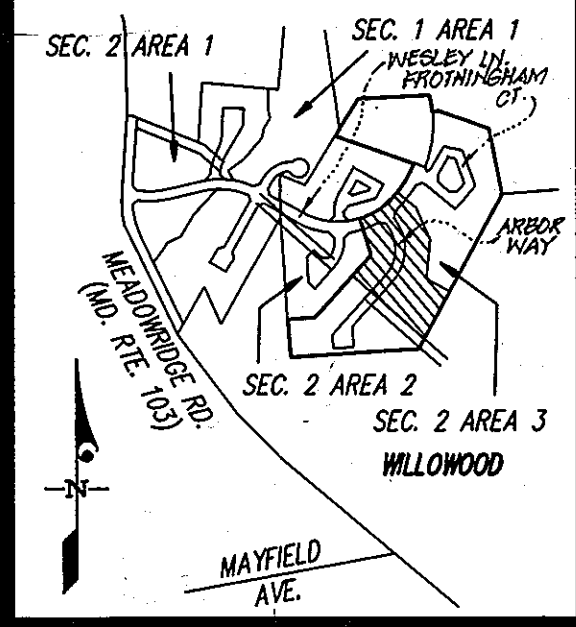 SEC. 2 AREA 1
SEC. 1 AREA 1
WESLEY LN.
FROTHINGHAM
CT.
ARBOR
WAY
MEADOWRIDGE RD.
(MD. RTE. 103)
SEC. 2 AREA 2
SEC. 2 AREA 3
WILLOWOOD
N
MAYFIELD
AVE.